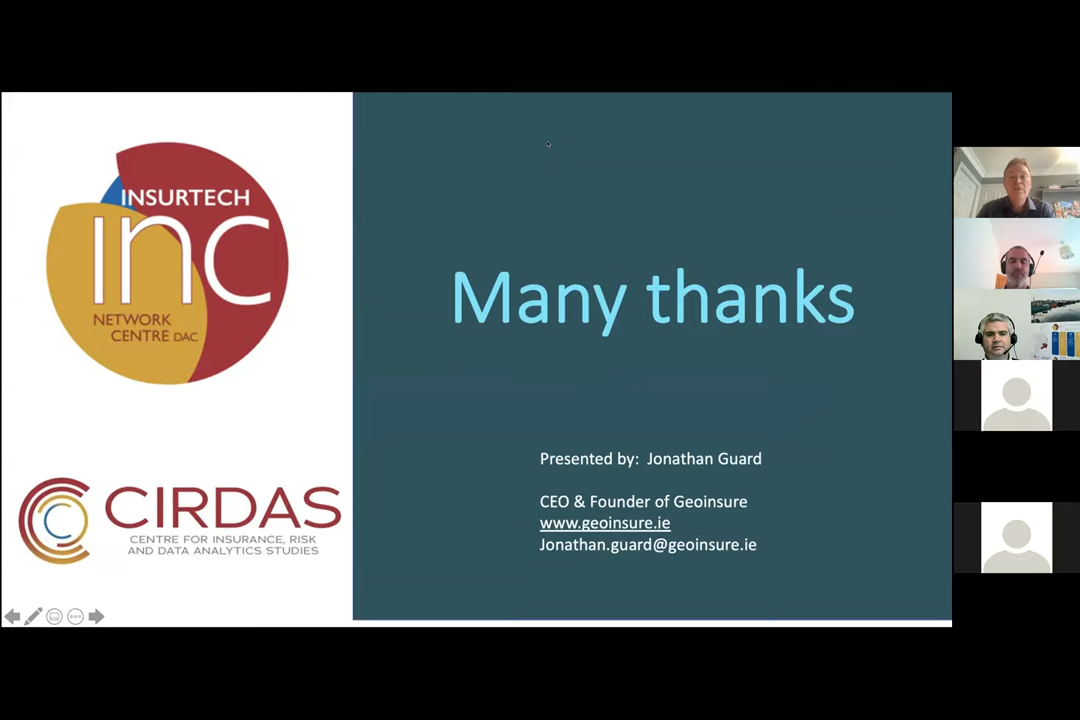 INSURTECH
inc
NETWORK
CENTRE DAC
CIRDAS
CENTRE FOR INSURANCE, RISK
AND DATA ANALYTICS STUDIES
Many thanks
Presented by: Jonathan Guard
CEO & Founder of Geoinsure
www.geoinsure.ie
Jonathan.guard@geoinsure.ie